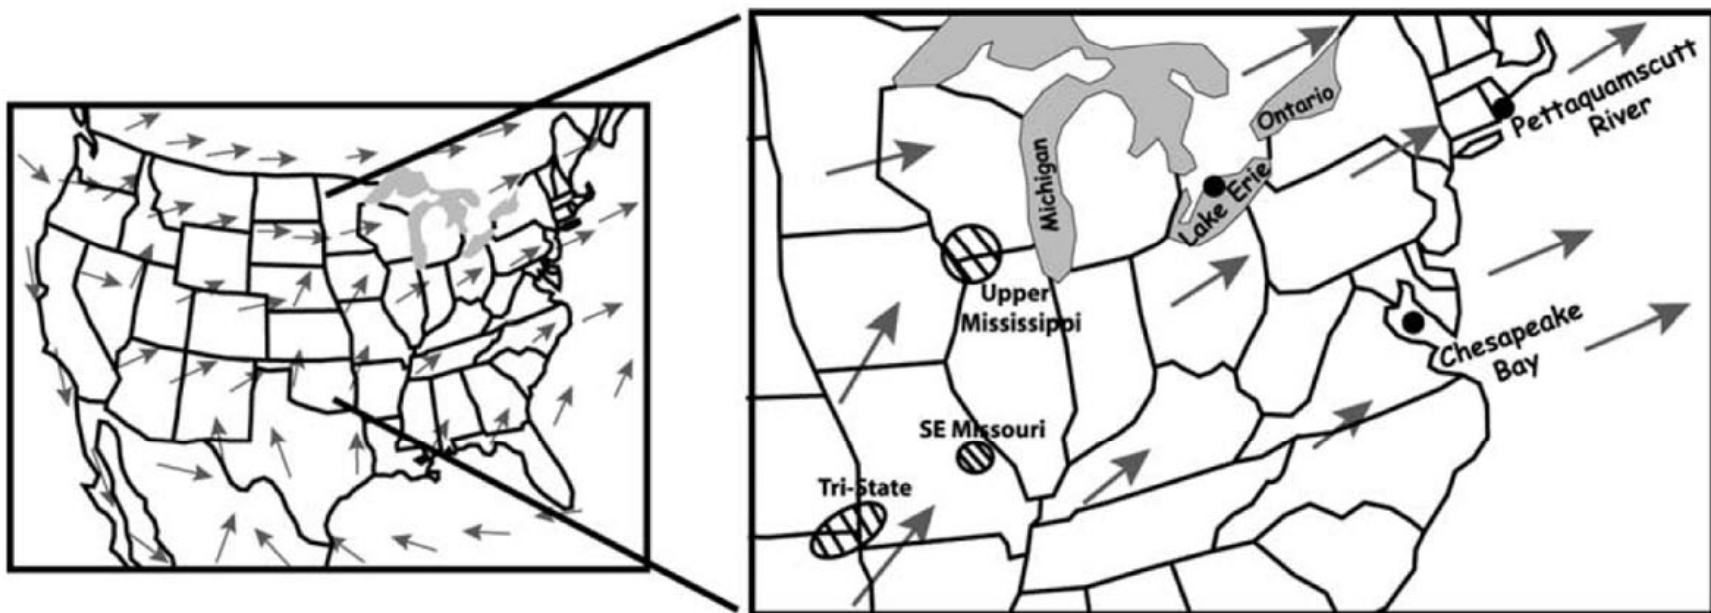 Ontario
Pettaquamscutt
River
Michigan
Lake Erie
Upper
Mississippi
Chesapeake
Bay
SE Missouri
Tri-State